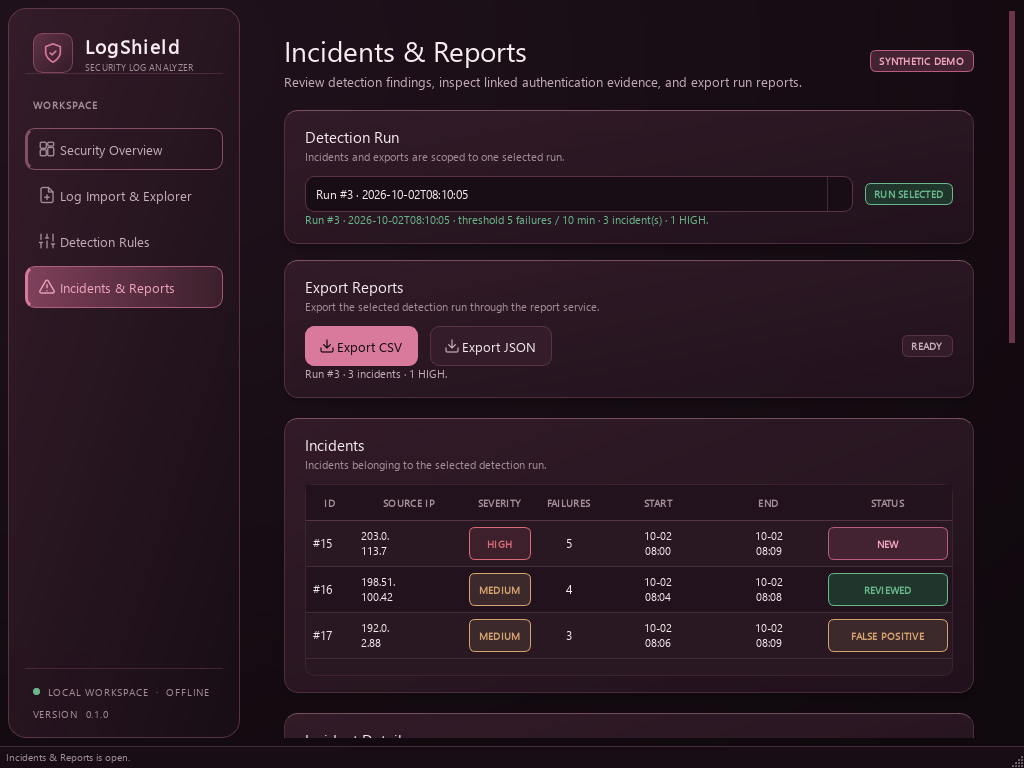 LogShield
SECURITY LOG ANALYZER
WORKSPACE
Security Overview
Log Import & Explorer
Detection Rules
Incidents & Reports
LOCAL WORKSPACE · OFFLINE
VERSION 0.1.0
Incidents & Reports
Review detection findings, inspect linked authentication evidence, and export run reports.
SYNTHETIC DEMO
Detection Run
Incidents and exports are scoped to one selected run.
Run #3 · 2026-10-02T08:10:05
RUN SELECTED
Run #3 · 2026-10-02T08:10:05 · threshold 5 failures / 10 min · 3 incident(s) · 1 HIGH.
Export Reports
Export the selected detection run through the report service.
Export CSV
Export JSON
READY
Run #3 · 3 incidents · 1 HIGH.
Incidents
Incidents belonging to the selected detection run.
ID SOURCE IP SEVERITY FAILURES START END STATUS
#15 203.0.113.7 HIGH 5 10-02 08:00 10-02 08:09 NEW
#16 198.51.100.42 MEDIUM 4 10-02 08:04 10-02 08:08 REVIEWED
#17 192.0.2.88 MEDIUM 3 10-02 08:06 10-02 08:09 FALSE POSITIVE
Incidents & Reports is open.